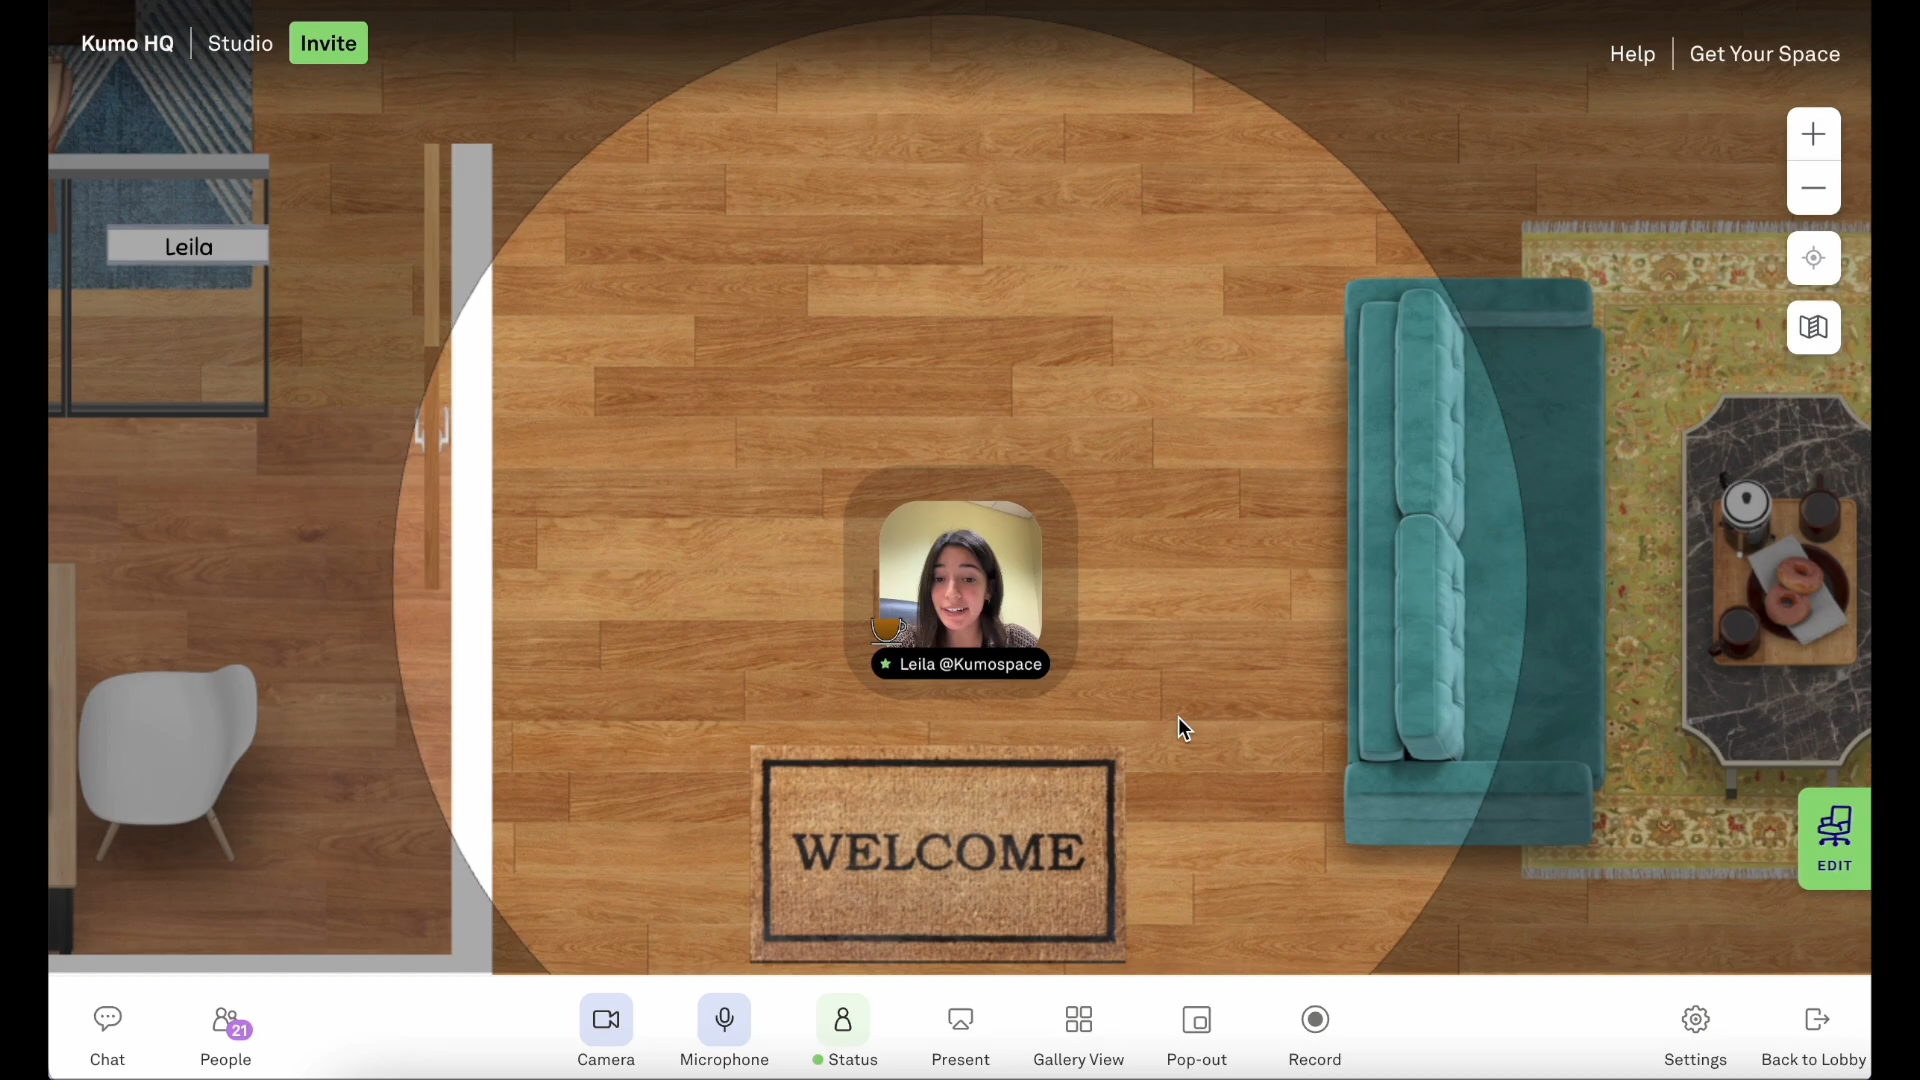 Kumo HQ
Studio
Invite
Help
Get Your Space
Leila
Leila @Kumospace
WELCOME
EDIT
Chat
21
People
Camera
Microphone
Status
Present
Gallery View
Pop-out
Record
Settings
Back to Lobby